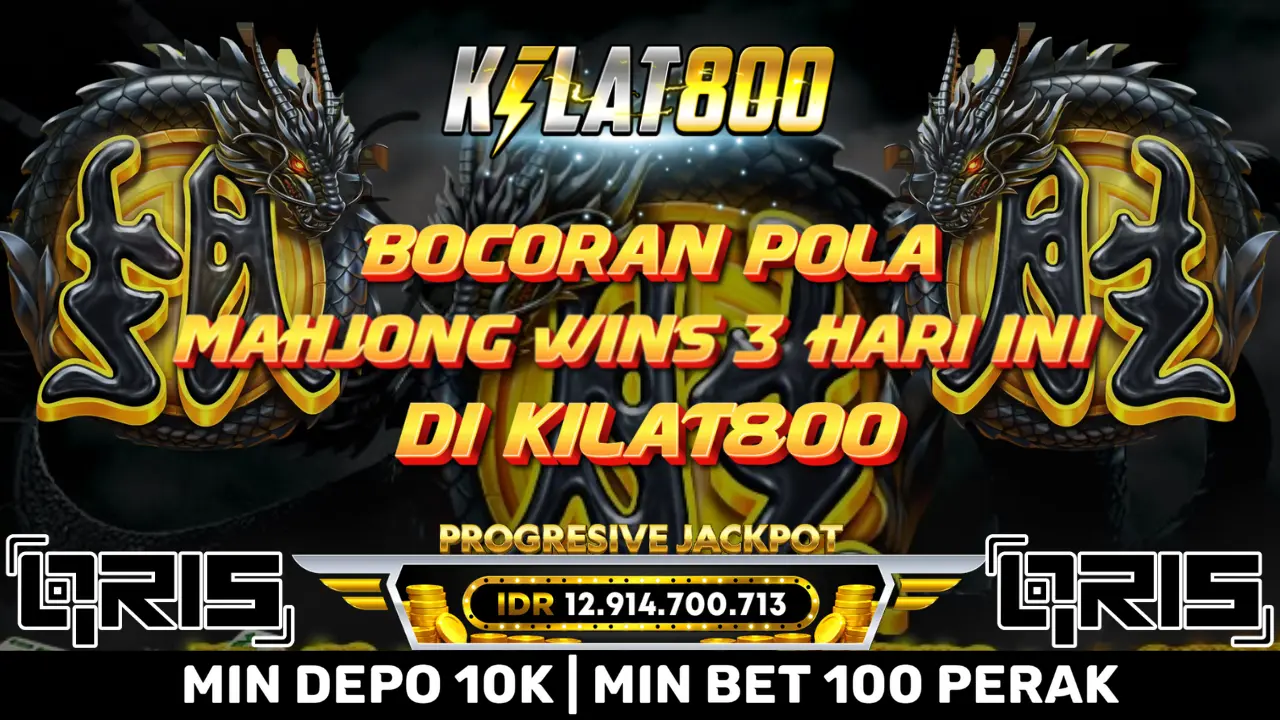 KiLAT800
BOCORAN POLA
MAHJONG WINS 3 HARI INI
DI KILAT800
PROGRESIVE JACKPOT
IDR 12.914.700.713
QRIS
QRIS
MIN DEPO 10K | MIN BET 100 PERAK